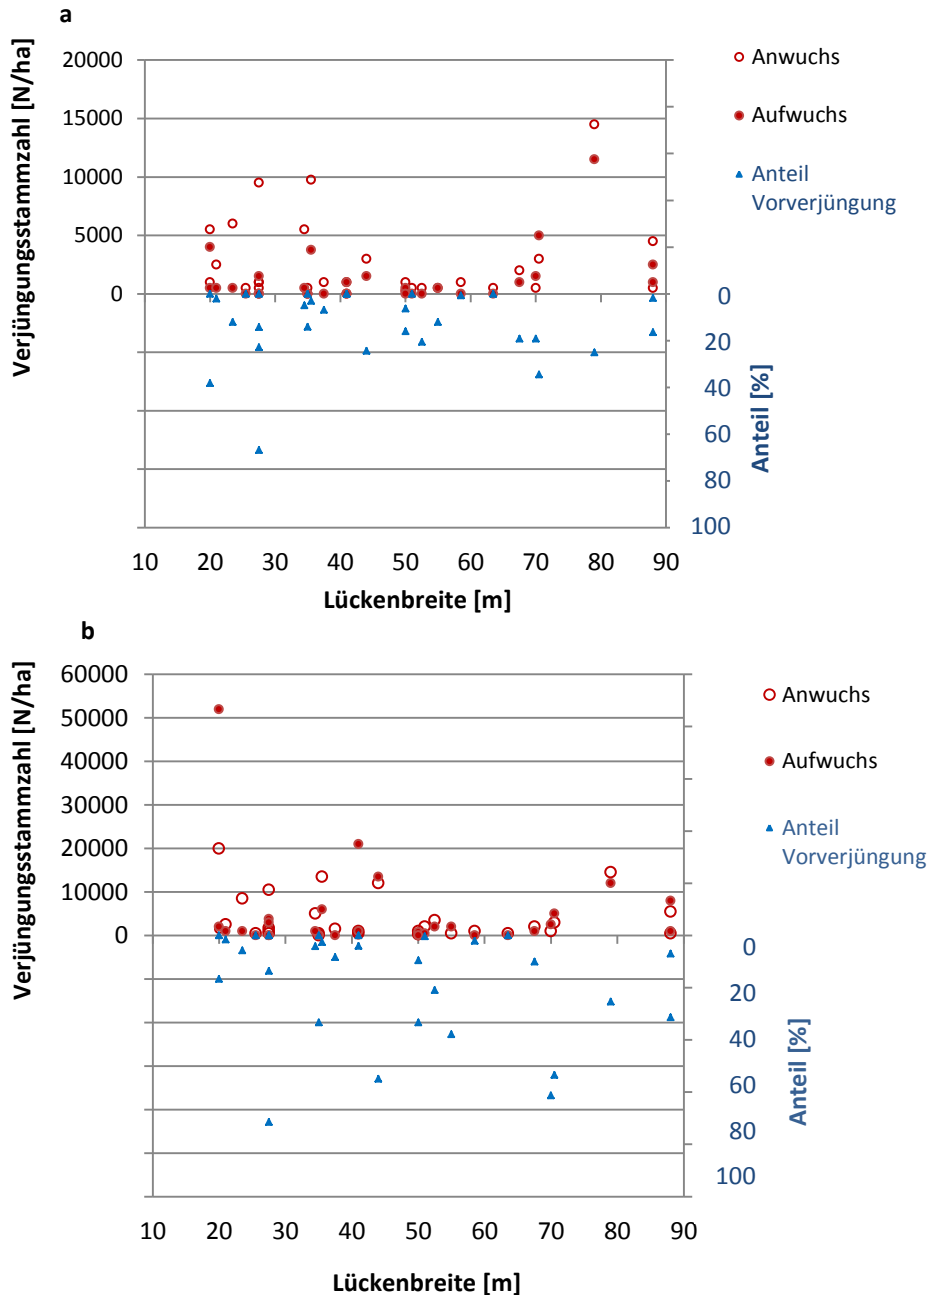 a
Verjüngungsstammzahl [N/ha]
20000
15000
10000
5000
0
0
20
40
60
80
100
Anteil [%]
10 20 30 40 50 60 70 80 90
Lückenbreite [m]
Anwuchs
Aufwuchs
Anteil
Vorverjüngung
b
Verjüngungsstammzahl [N/ha]
60000
50000
40000
30000
20000
10000
0
0
20
40
60
80
100
Anteil [%]
10 20 30 40 50 60 70 80 90
Lückenbreite [m]
Anwuchs
Aufwuchs
Anteil
Vorverjüngung